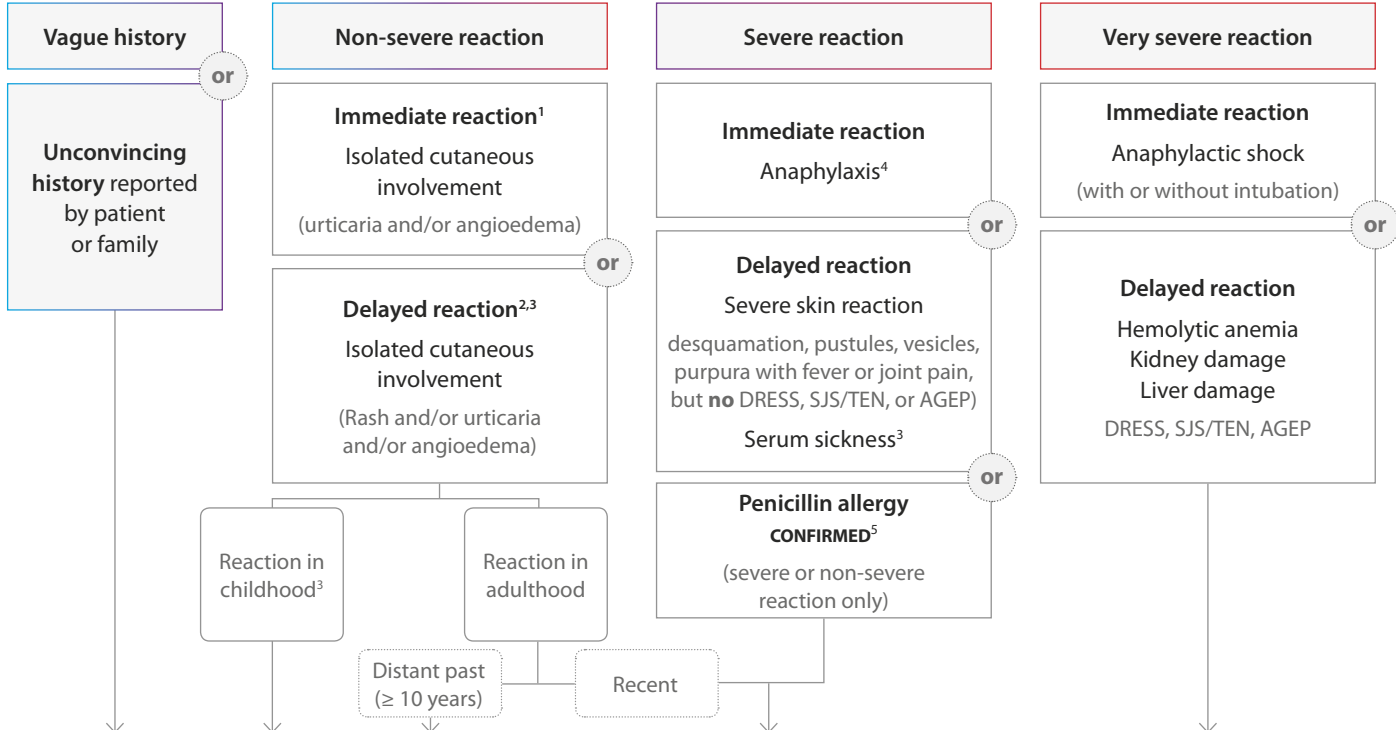 Vague history
or
Unconvincing
history reported
by patient
or family
Non-severe reaction
Immediate reaction¹
Isolated cutaneous
involvement
(urticaria and/or angioedema)
or
Delayed reaction²,³
Isolated cutaneous
involvement
(Rash and/or urticaria
and/or angioedema)
Reaction in
childhood³
Reaction in
adulthood
Distant past
(≥ 10 years)
Recent
Severe reaction
Immediate reaction
Anaphylaxis⁴
or
Delayed reaction
Severe skin reaction
desquamation, pustules, vesicles,
purpura with fever or joint pain,
but no DRESS, SJS/TEN, or AGEP)
Serum sickness³
or
Penicillin allergy
CONFIRMED⁵
(severe or non-severe
reaction only)
Very severe reaction
Immediate reaction
Anaphylactic shock
(with or without intubation)
or
Delayed reaction
Hemolytic anemia
Kidney damage
Liver damage
DRESS, SJS/TEN, AGEP